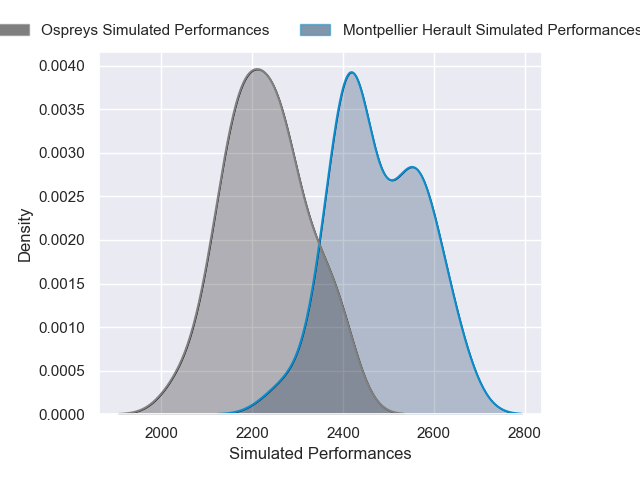 Ospreys Simulated Performances
Montpellier Herault Simulated Performances
0.0040
0.0035
0.0030
0.0025
0.0020
0.0015
0.0010
0.0005
0.0000
Density
2000 2200 2400 2600 2800
Simulated Performances